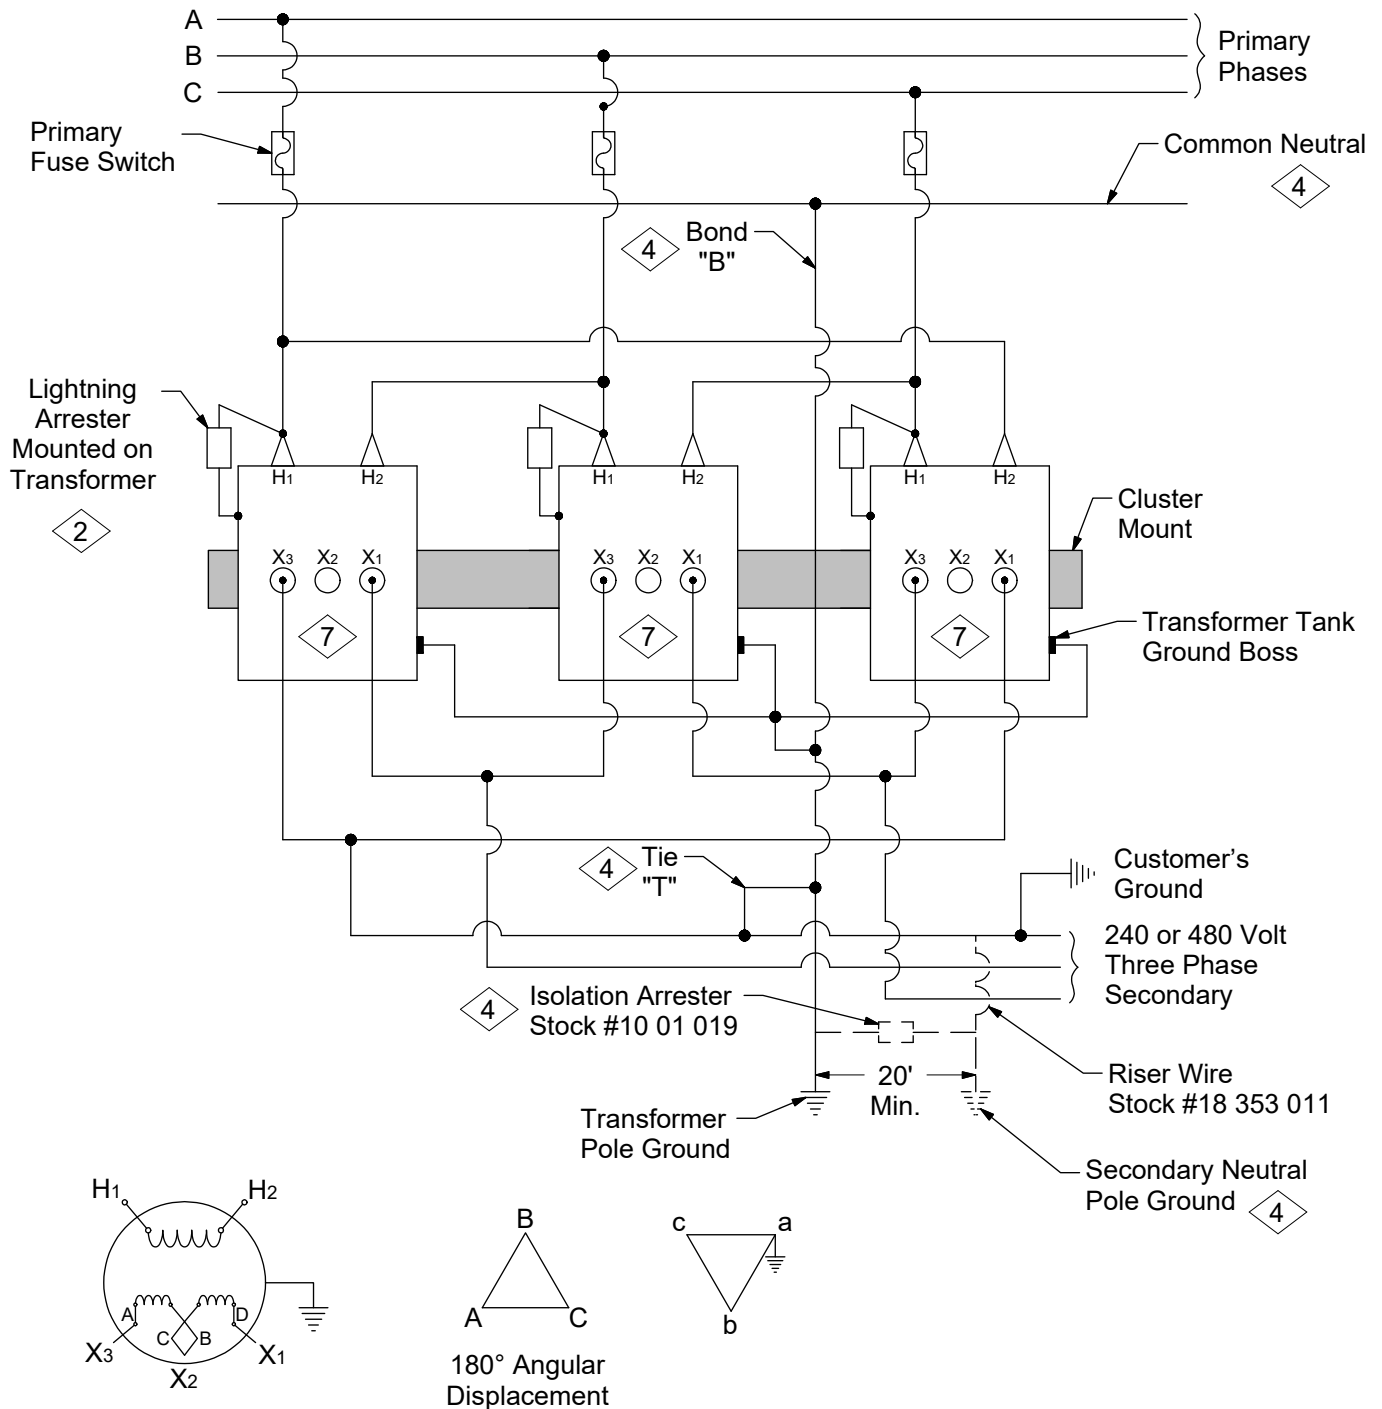 A
B
C
Primary
Phases
Primary
Fuse Switch
Common Neutral
4
4
Bond
"B"
Lightning
Arrester
Mounted on
Transformer
2
H1
H2
H1
H2
H1
H2
Cluster
Mount
X3
X2
X1
X3
X2
X1
X3
X2
X1
7
7
7
Transformer Tank
Ground Boss
4
Tie
"T"
Customer’s
Ground
240 or 480 Volt
Three Phase
Secondary
4
Isolation Arrester
Stock #10 01 019
20'
Min.
Riser Wire
Stock #18 353 011
Transformer
Pole Ground
Secondary Neutral
Pole Ground
4
H1
H2
A
C
B
D
X3
X2
X1
B
A
C
180° Angular
Displacement
c
a
b